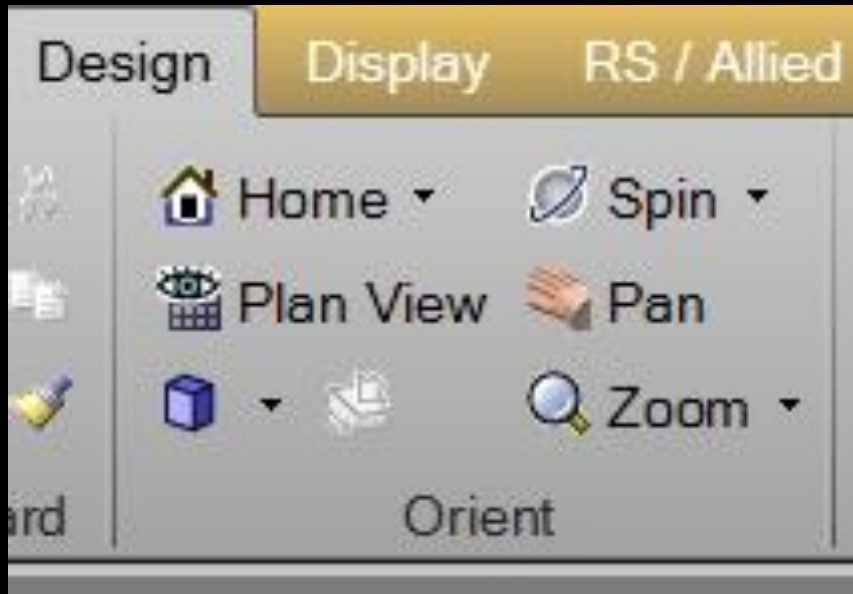 Design Display RS / Allied
Home Spin
Plan View Pan
Zoom
ard Orient